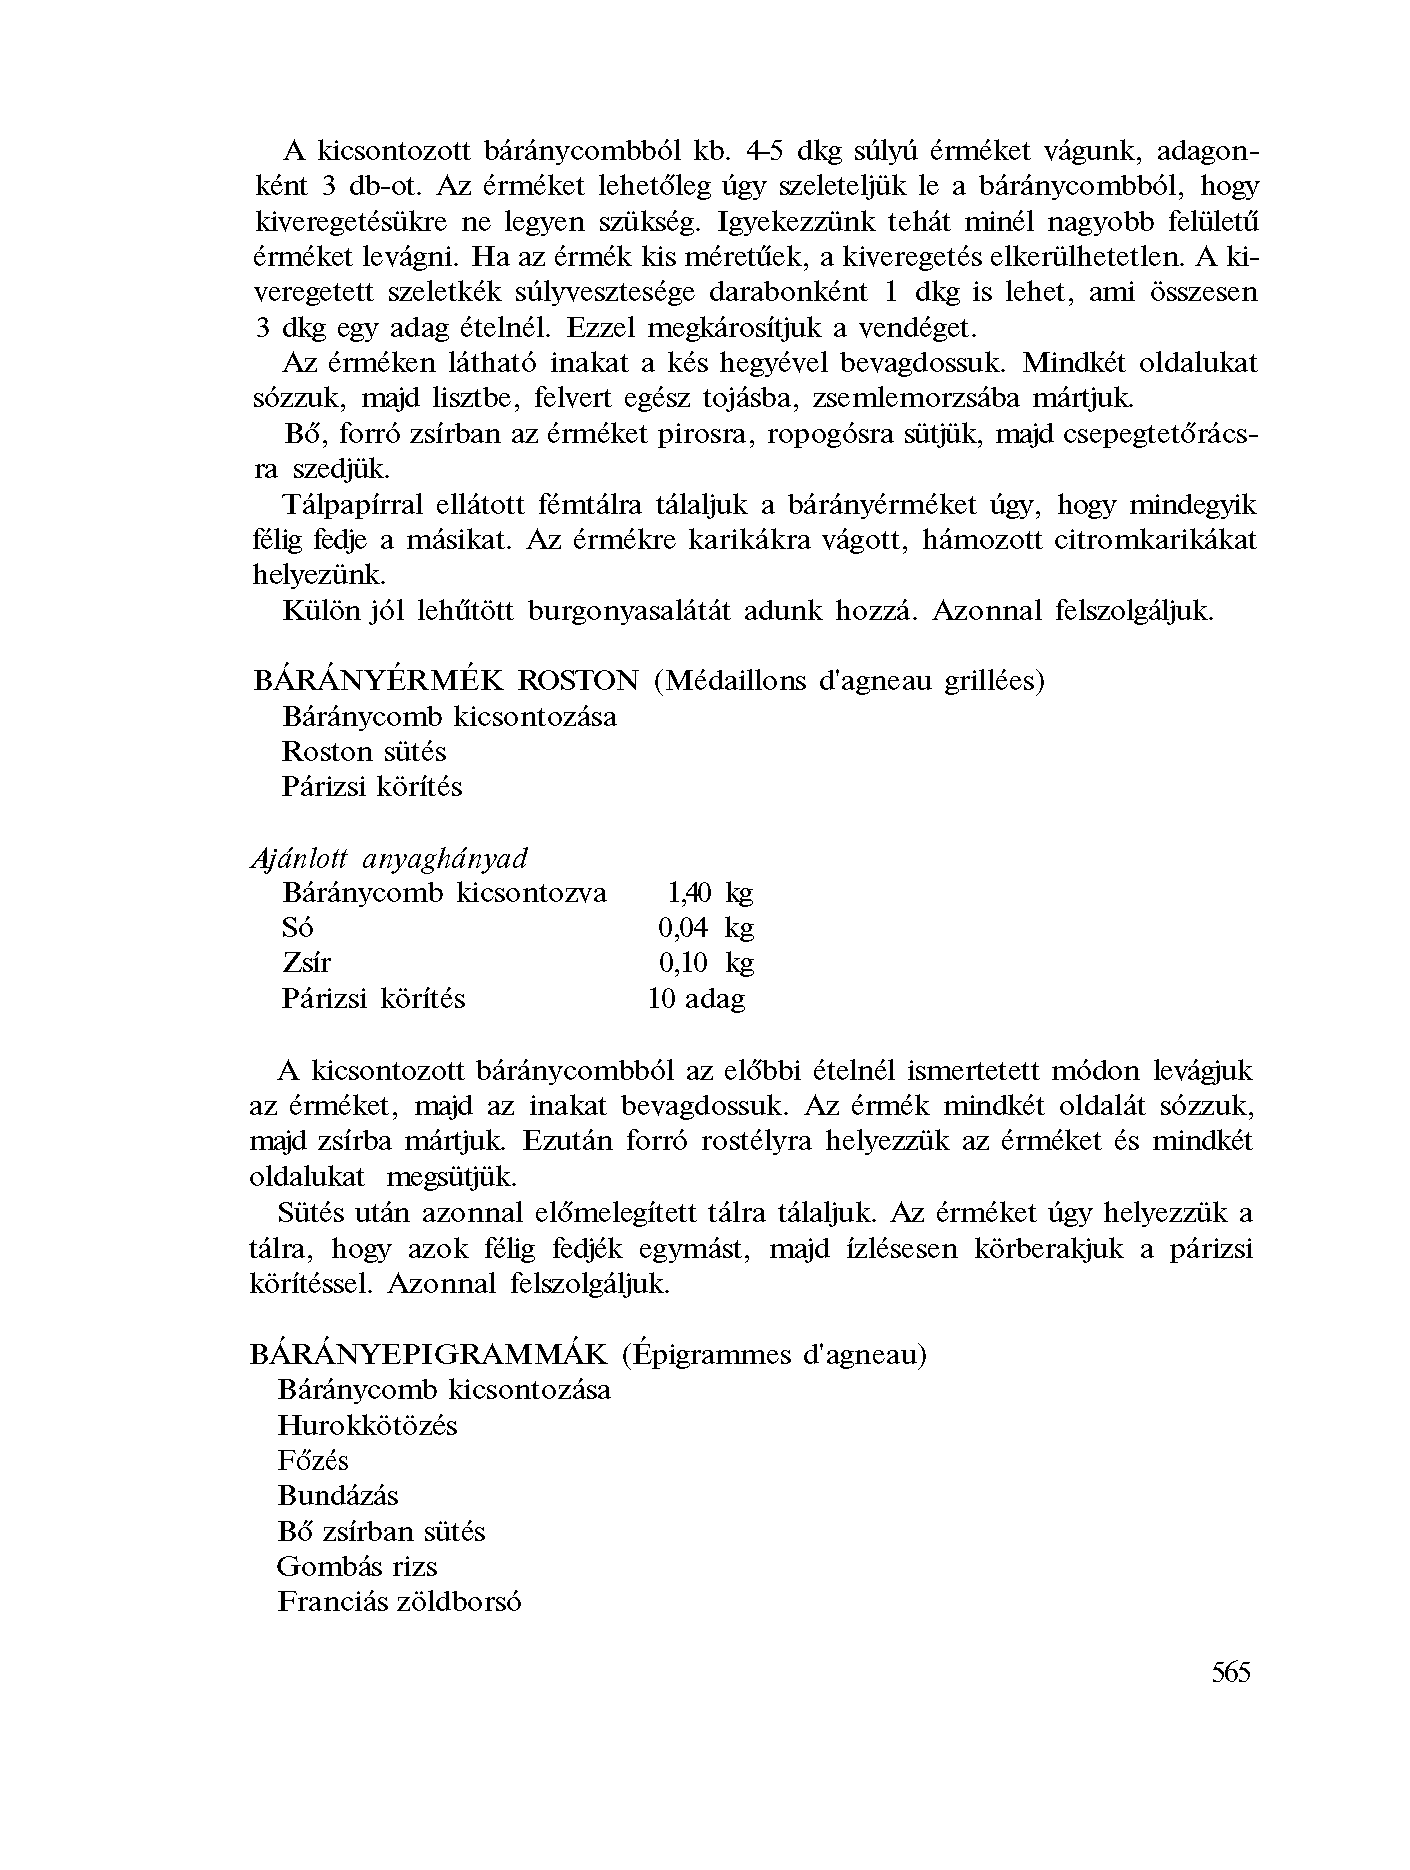 A kicsontozott báránycombból kb. 4-5 dkg súlyú érméket vágunk, adagon-
ként 3 db-ot. Az érméket lehetőleg úgy szeleteljük le a báránycombból, hogy
kiveregetésükre ne legyen szükség. Igyekezzünk tehát minél nagyobb felületű
érméket levágni. Ha az érmék kis méretűek, a kiveregetés elkerülhetetlen. A ki-
veregetett szeletkék súlyvesztesége darabonként 1 dkg is lehet, ami összesen
3 dkg egy adag ételnél. Ezzel megkárosítjuk a vendéget.
Az érméken látható inakat a kés hegyével bevagdossuk. Mindkét oldalukat
sózzuk, majd lisztbe, felvert egész tojásba, zsemlemorzsába mártjuk.
Bő, forró zsírban az érméket pirosra, ropogósra sütjük, majd csepegtetőrács-
ra szedjük.
Tálpapírral ellátott fémtálra tálaljuk a bárányérméket úgy, hogy mindegyik
félig fedje a másikat. Az érmékre karikákra vágott, hámozott citromkarikákat
helyezünk.
Külön jól lehűtött burgonyasalátát adunk hozzá. Azonnal felszolgáljuk.
BÁRÁNYÉRMÉK ROSTON (Médaillons d'agneau grillées)
Báránycomb kicsontozása
Roston sütés
Párizsi körítés
Ajánlott anyaghányad
Báránycomb kicsontozva 1,40 kg
Só 0,04 kg
Zsír 0,10 kg
Párizsi körítés 10 adag
A kicsontozott báránycombból az előbbi ételnél ismertetett módon levágjuk
az érméket, majd az inakat bevagdossuk. Az érmék mindkét oldalát sózzuk,
majd zsírba mártjuk. Ezután forró rostélyra helyezzük az érméket és mindkét
oldalukat megsütjük.
Sütés után azonnal előmelegített tálra tálaljuk. Az érméket úgy helyezzük a
tálra, hogy azok félig fedjék egymást, majd ízlésesen körberakjuk a párizsi
körítéssel. Azonnal felszolgáljuk.
BÁRÁNYEPIGRAMMÁK (Épigrammes d'agneau)
Báránycomb kicsontozása
Hurokkötözés
Főzés
Bundázás
Bő zsírban sütés
Gombás rizs
Franciás zöldborsó
565